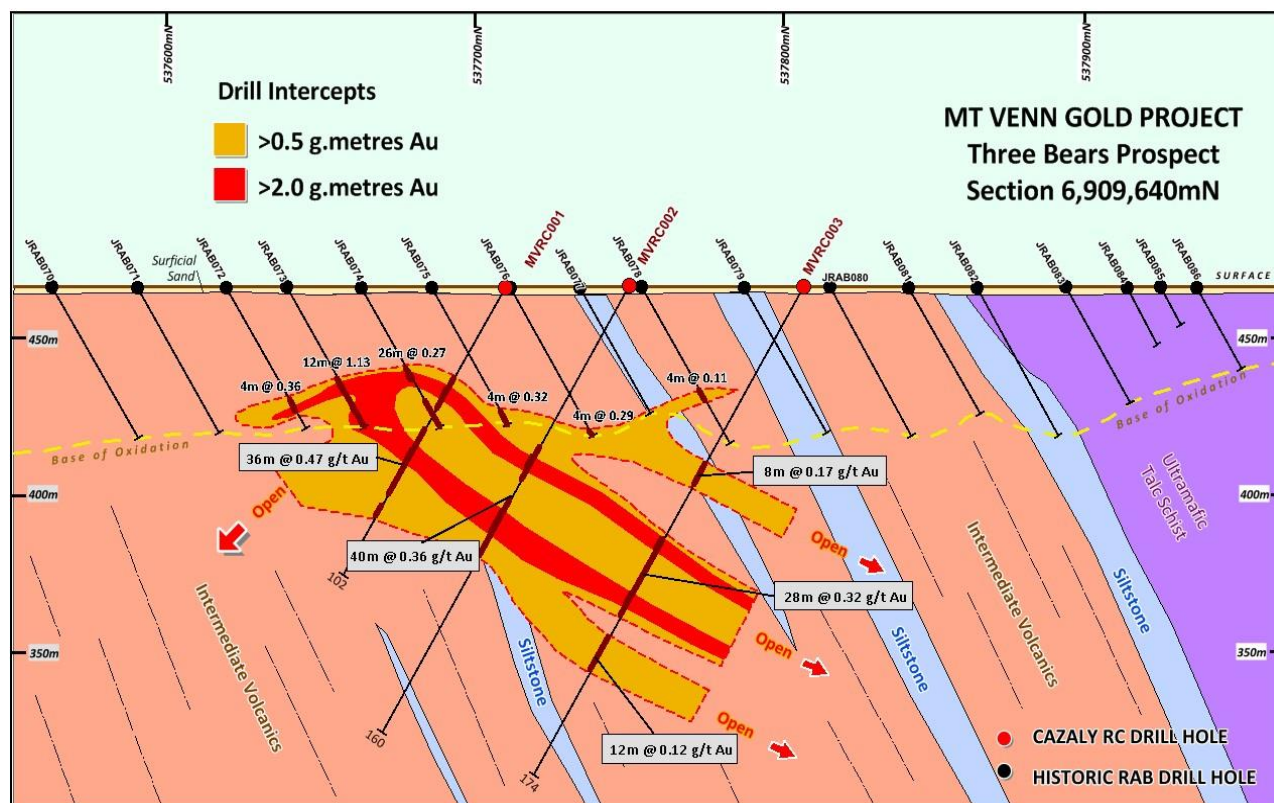 537600mN
537700mN
537800mN
537900mN
Drill Intercepts
>0.5 g.metres Au
>2.0 g.metres Au
MT VENN GOLD PROJECT
Three Bears Prospect
Section 6,909,640mN
JRAB070
JRAB071
Surficial
Sand
JRAB072
JRAB073
JRAB074
JRAB075
JRAB076
MVRC001
JRAB077
MVRC002
JRAB078
JRAB079
MVRC003
JRAB080
JRAB081
JRAB082
JRAB083
JRAB084
JRAB085
JRAB086
SURFACE
450m
450m
26m @ 0.27
12m @ 1.13
4m @ 0.36
4m @ 0.32
4m @ 0.29
4m @ 0.11
Base of Oxidation
Base of Oxidation
36m @ 0.47 g/t Au
8m @ 0.17 g/t Au
400m
400m
Open
Open
40m @ 0.36 g/t Au
102
28m @ 0.32 g/t Au
Ultramafic
Talc Schist
Intermediate Volcanics
Intermediate Volcanics
Siltstone
Siltstone
Siltstone
350m
350m
Open
Open
160
174
12m @ 0.12 g/t Au
CAZALY RC DRILL HOLE
HISTORIC RAB DRILL HOLE